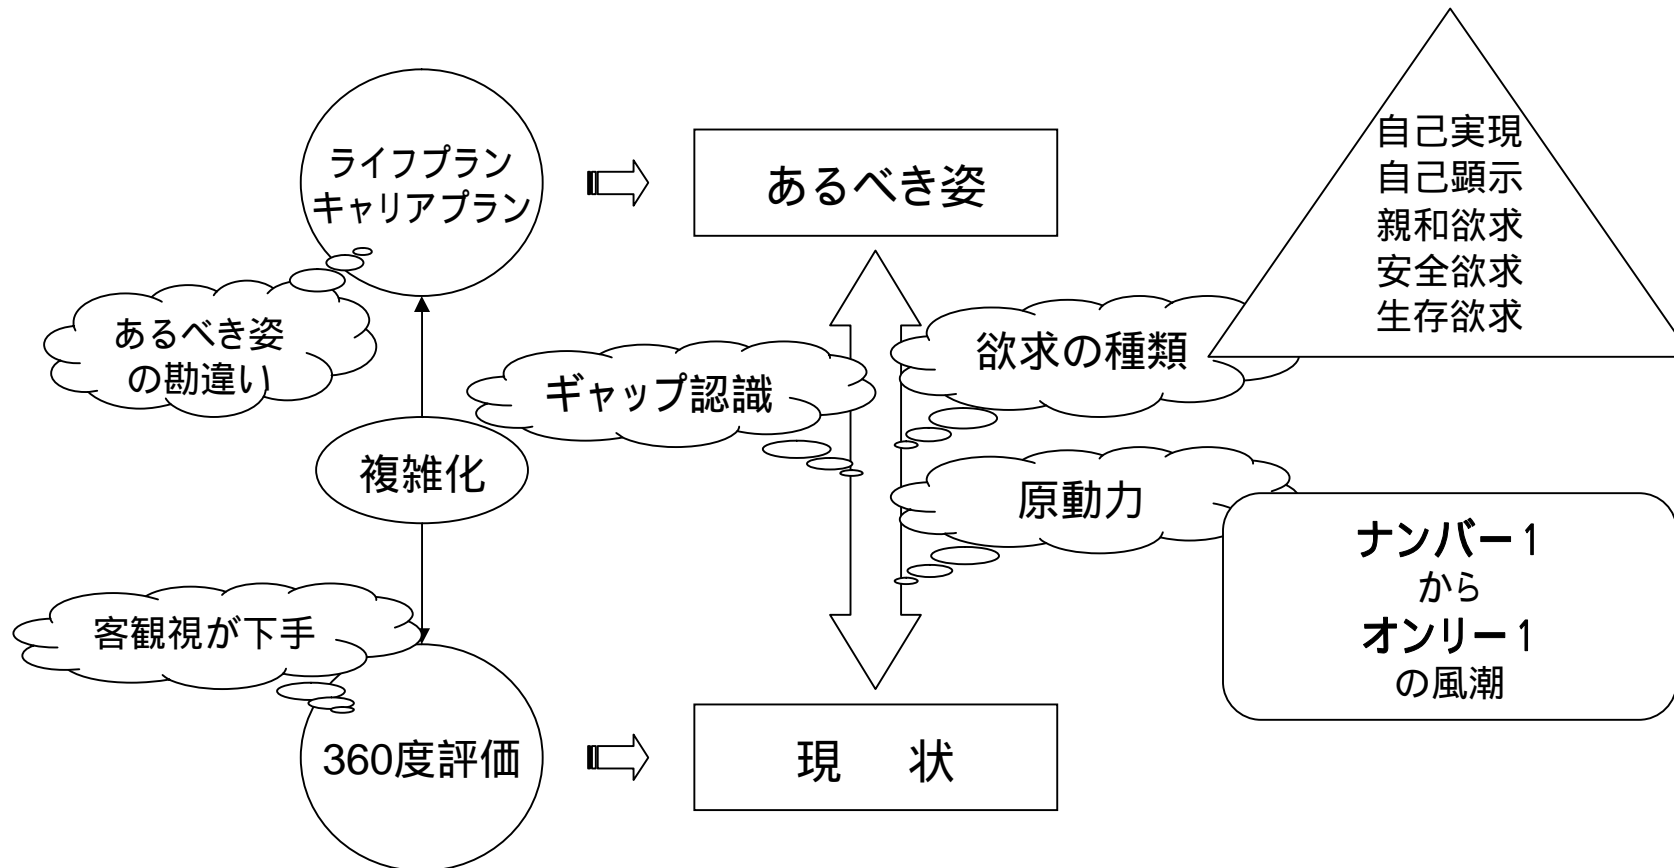 ライフプラン
キャリアプラン
あるべき姿
自己実現
自己顕示
親和欲求
安全欲求
生存欲求
あるべき姿
の勘違い
ギャップ認識
欲求の種類
複雑化
原動力
ナンバー1
から
オンリー1
の風潮
客観視が下手
360度評価
現　状